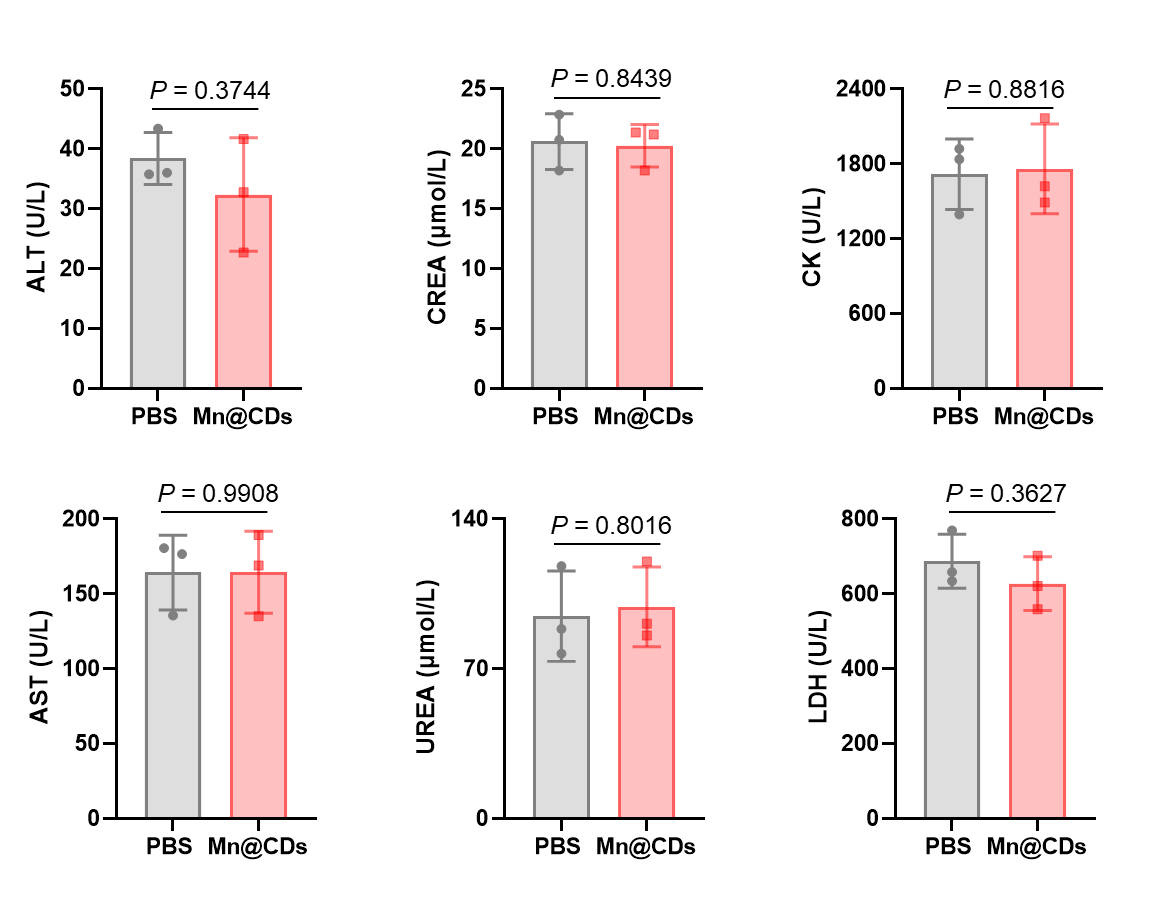 P = 0.3744
50
40
30
20
10
0
ALT (U/L)
PBS Mn@CDs
P = 0.8439
25
20
15
10
5
0
CREA (μmol/L)
PBS Mn@CDs
P = 0.8816
2400
1800
1200
600
0
CK (U/L)
PBS Mn@CDs
P = 0.9908
200
150
100
50
0
AST (U/L)
PBS Mn@CDs
P = 0.8016
140
70
0
UREA (μmol/L)
PBS Mn@CDs
P = 0.3627
800
600
400
200
0
LDH (U/L)
PBS Mn@CDs